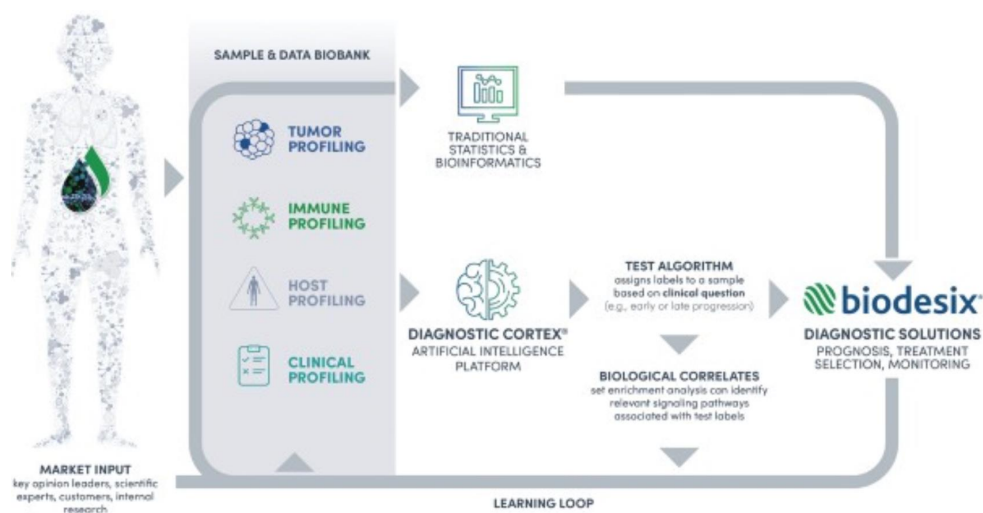 SAMPLE & DATA BIOBANK
TUMOR
PROFILING
IMMUNE
PROFILING
HOST
PROFILING
CLINICAL
PROFILING
TRADITIONAL
STATISTICS &
BIOINFORMATICS
DIAGNOSTIC CORTEX®
ARTIFICIAL INTELLIGENCE
PLATFORM
TEST ALGORITHM
assigns labels to a sample
based on clinical question
(e.g., early or late progression)
BIOLOGICAL CORRELATES
set enrichment analysis can identify
relevant signaling pathways
associated with test labels
biodesix®
DIAGNOSTIC SOLUTIONS
PROGNOSIS, TREATMENT
SELECTION, MONITORING
MARKET INPUT
key opinion leaders, scientific
experts, customers, internal
research
LEARNING LOOP